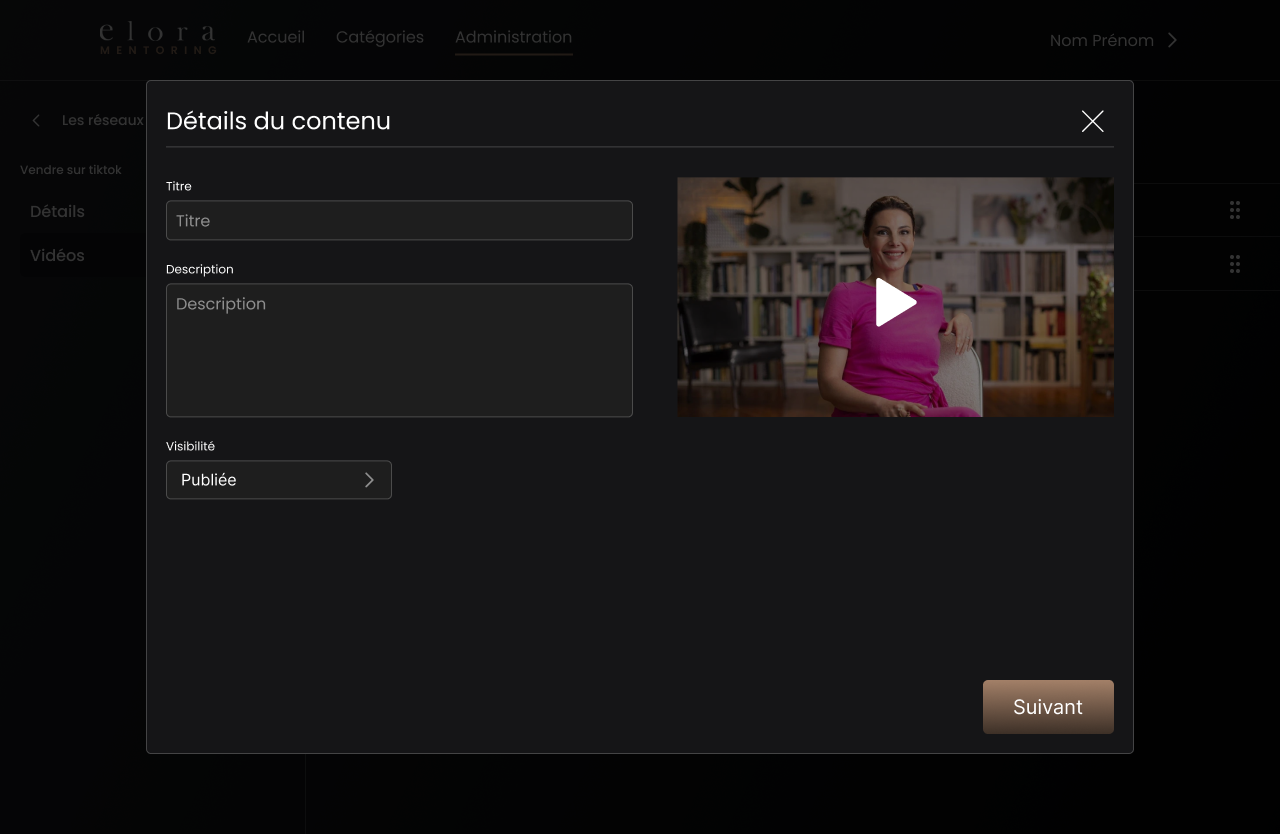 elora
MENTORING
Accueil
Catégories
Administration
Nom Prénom
Les réseaux
Vendre sur tiktok
Détails
Vidéos
Détails du contenu
Titre
Titre
Description
Description
Visibilité
Publiée
Suivant